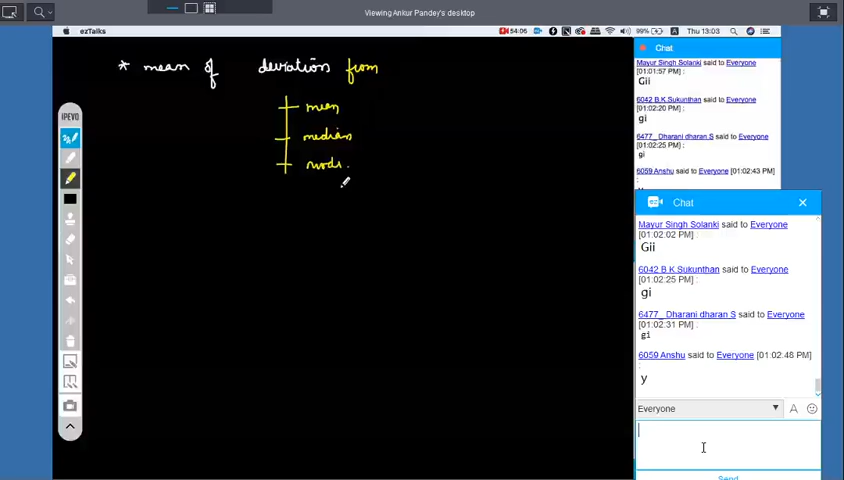 Viewing Ankur Pandey's desktop
ezTalks
54:06
99%
A
Thu 13:03
* mean of deviation from
mean
median
mode.
IPEVO
Chat
Mayur Singh Solanki said to Everyone
[01:01:57 PM] :
Gii
6042 B.K.Sukunthan said to Everyone
[01:02:20 PM] :
gi
6477_ Dharani dharan S said to Everyone
[01:02:25 PM] :
gi
6059 Anshu said to Everyone [01:02:43 PM]
:
Chat
Mayur Singh Solanki said to Everyone
[01:02:02 PM] :
Gii
6042 B.K.Sukunthan said to Everyone
[01:02:25 PM] :
gi
6477_ Dharani dharan S said to Everyone
[01:02:31 PM] :
gi
6059 Anshu said to Everyone [01:02:48 PM]
:
y
Everyone
A
Send